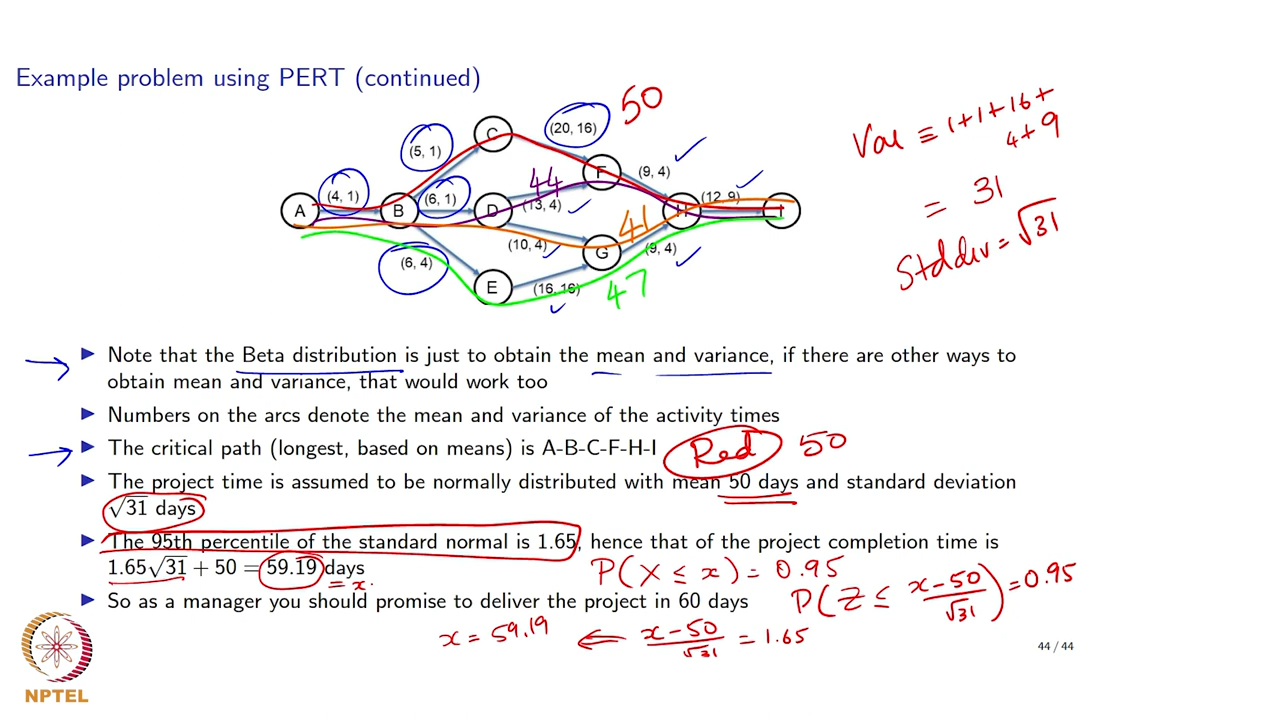 Example problem using PERT (continued)
50
Var ≡ 1+1+16+
4+9
= 31
Std dev = √31
C
(20, 16)
(5, 1)
(4, 1)
(6, 1)
44
F
(9, 4)
A
B
D
(13, 4)
H
(12, 9)
I
41
(10, 4)
G
(9, 4)
(6, 4)
E
(16, 16)
47
▶ Note that the Beta distribution is just to obtain the mean and variance, if there are other ways to
obtain mean and variance, that would work too
▶ Numbers on the arcs denote the mean and variance of the activity times
▶ The critical path (longest, based on means) is A-B-C-F-H-I Red 50
▶ The project time is assumed to be normally distributed with mean 50 days and standard deviation
√31 days
▶ The 95th percentile of the standard normal is 1.65, hence that of the project completion time is
1.65√31 + 50 = 59.19 days
= x
P(X ≤ x) = 0.95
▶ So as a manager you should promise to deliver the project in 60 days
P(Z ≤ x-50/√31) = 0.95
x = 59.19 ⇐ x-50/√31 = 1.65
44 / 44
NPTEL